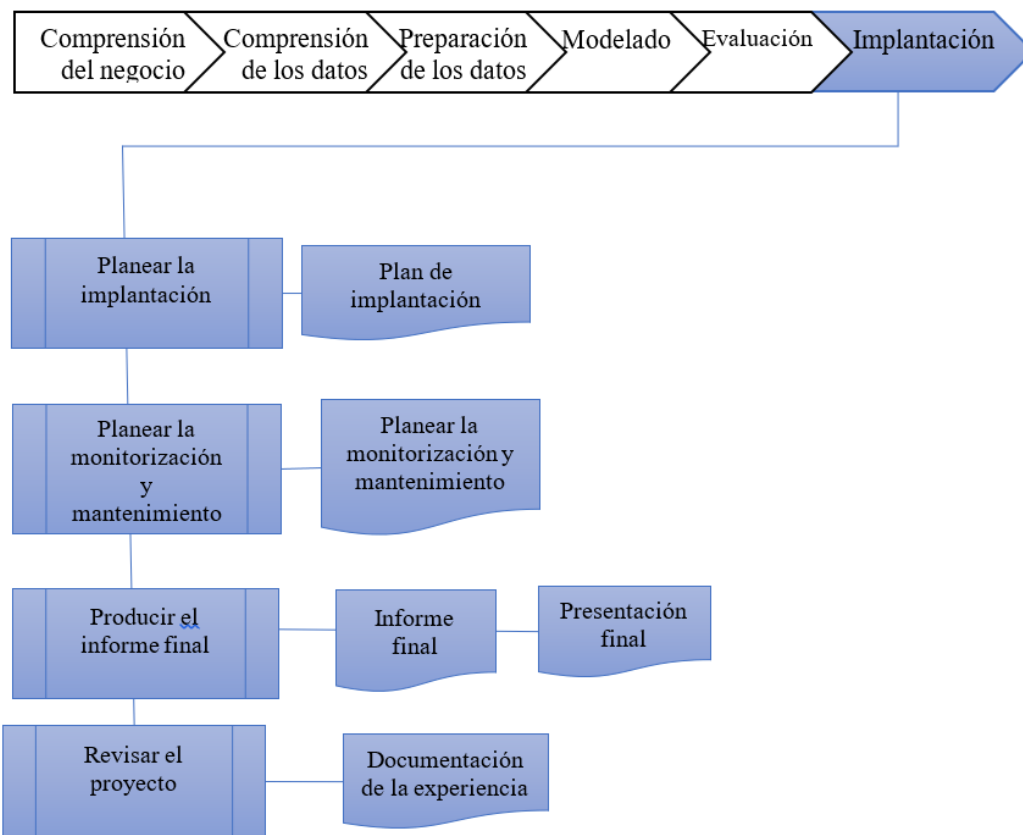 Comprensión
del negocio
Comprensión
de los datos
Preparación
de los datos
Modelado
Evaluación
Implantación
Planear la
implantación
Plan de
implantación
Planear la
monitorización
y
mantenimiento
Planear la
monitorización y
mantenimiento
Producir el
informe final
Informe
final
Presentación
final
Revisar el
proyecto
Documentación
de la experiencia